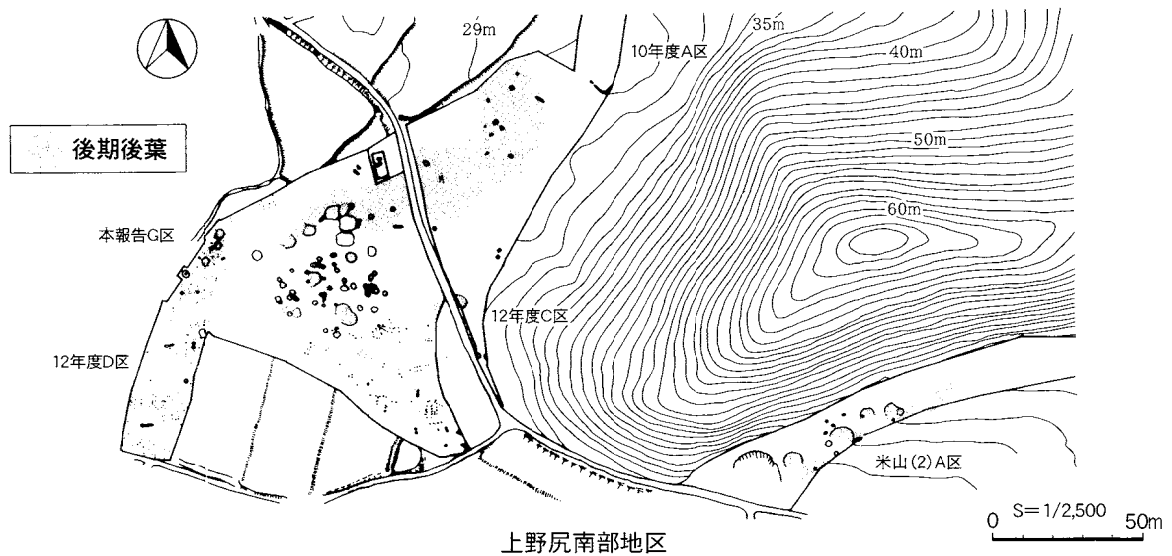 35m
29m
10年度A区
40m
後期後葉
50m
60m
本報告G区
12年度C区
12年度D区
米山(2)A区
S=1/2,500
0 50m
上野尻南部地区